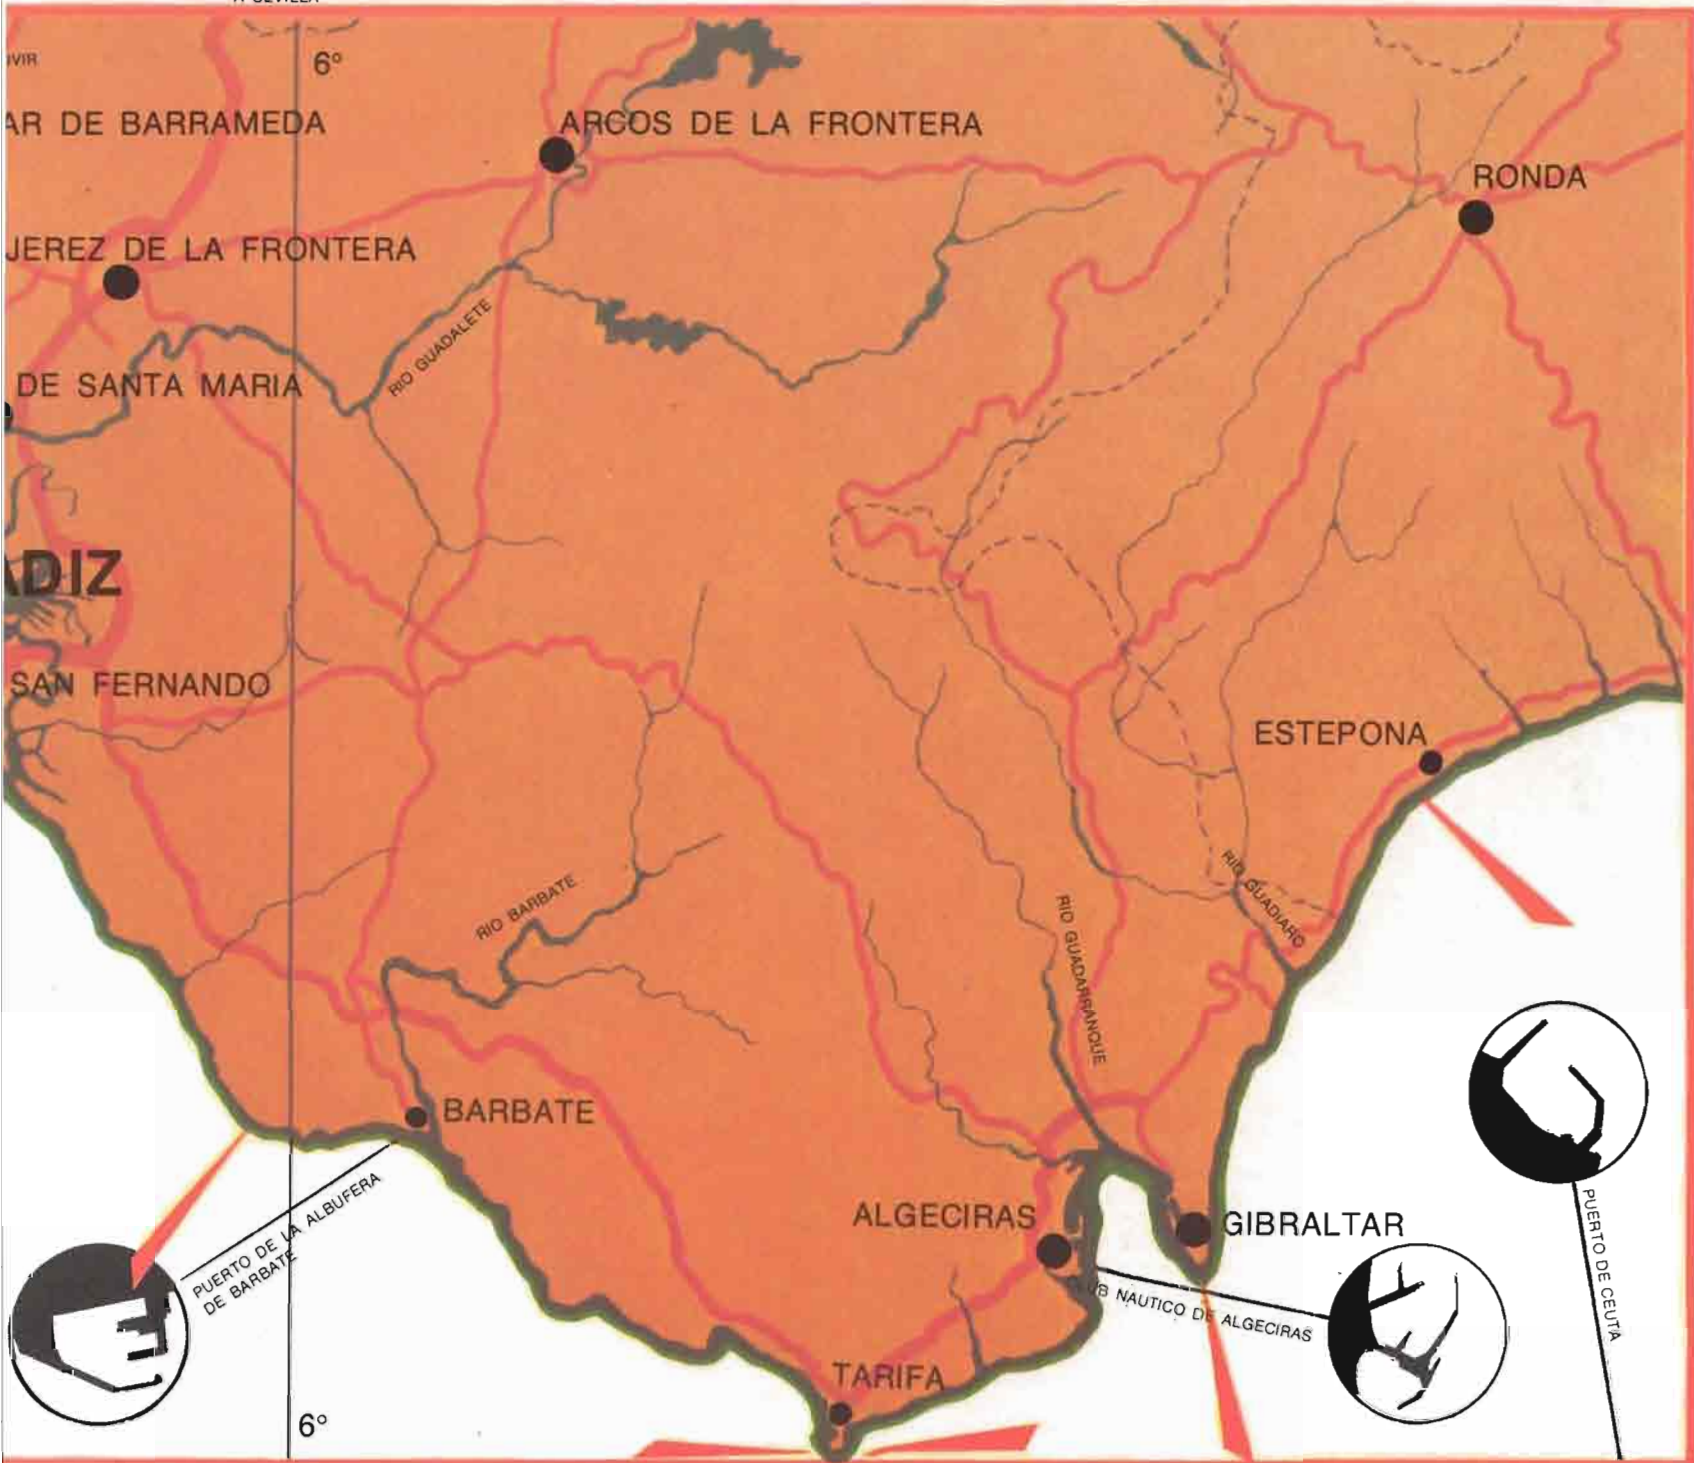 6°
AR DE BARRAMEDA
ARCOS DE LA FRONTERA
RONDA
JEREZ DE LA FRONTERA
RIO GUADALETE
DE SANTA MARIA
ADIZ
SAN FERNANDO
ESTEPONA
RIO BARBATE
RIO GUADIARO
RIO GUADARRANQUE
BARBATE
PUERTO DE LA ALBUFERA
DE BARBATE
ALGECIRAS
GIBRALTAR
PUERTO DE CEUTA
UB NAUTICO DE ALGECIRAS
TARIFA
6°